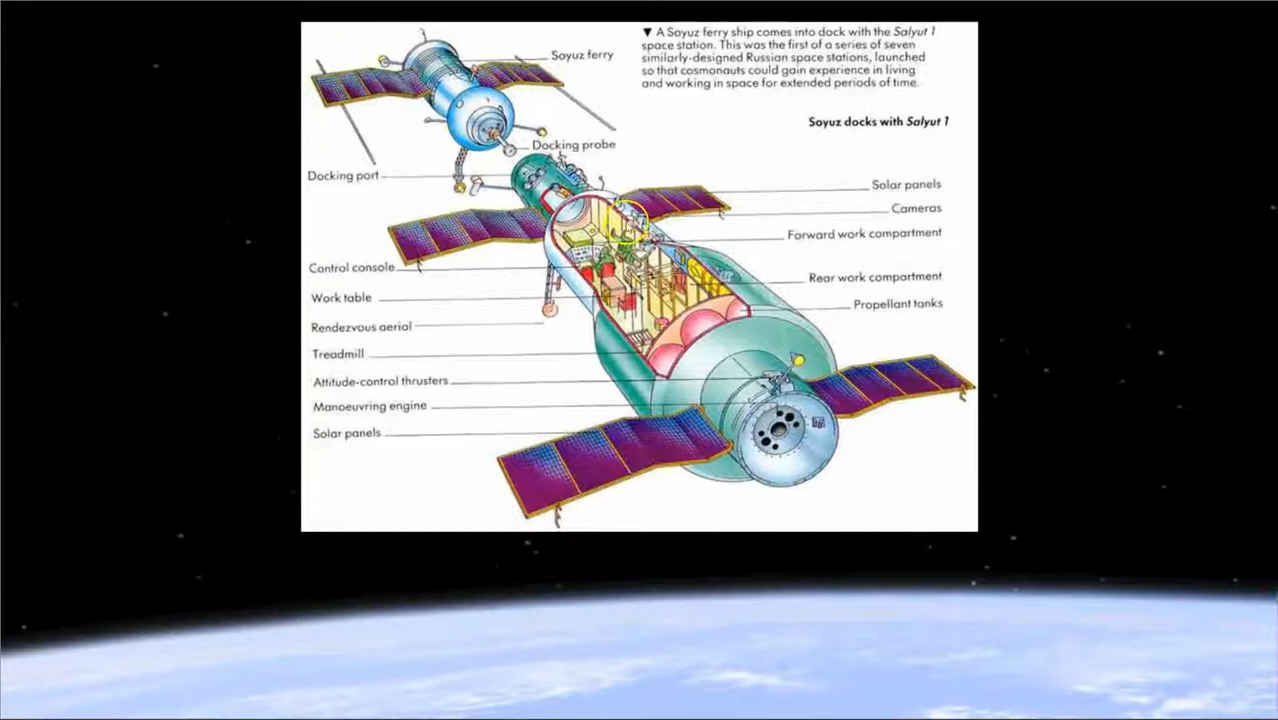 ▼ A Soyuz ferry ship comes into dock with the Salyut 1
space station. This was the first of a series of seven
similarly-designed Russian space stations, launched
so that cosmonauts could gain experience in living
and working in space for extended periods of time.
Soyuz docks with Salyut 1
Soyuz ferry
Docking probe
Docking port
Solar panels
Cameras
Forward work compartment
Control console
Rear work compartment
Work table
Propellant tanks
Rendezvous aerial
Treadmill
Attitude-control thrusters
Manoeuvring engine
Solar panels